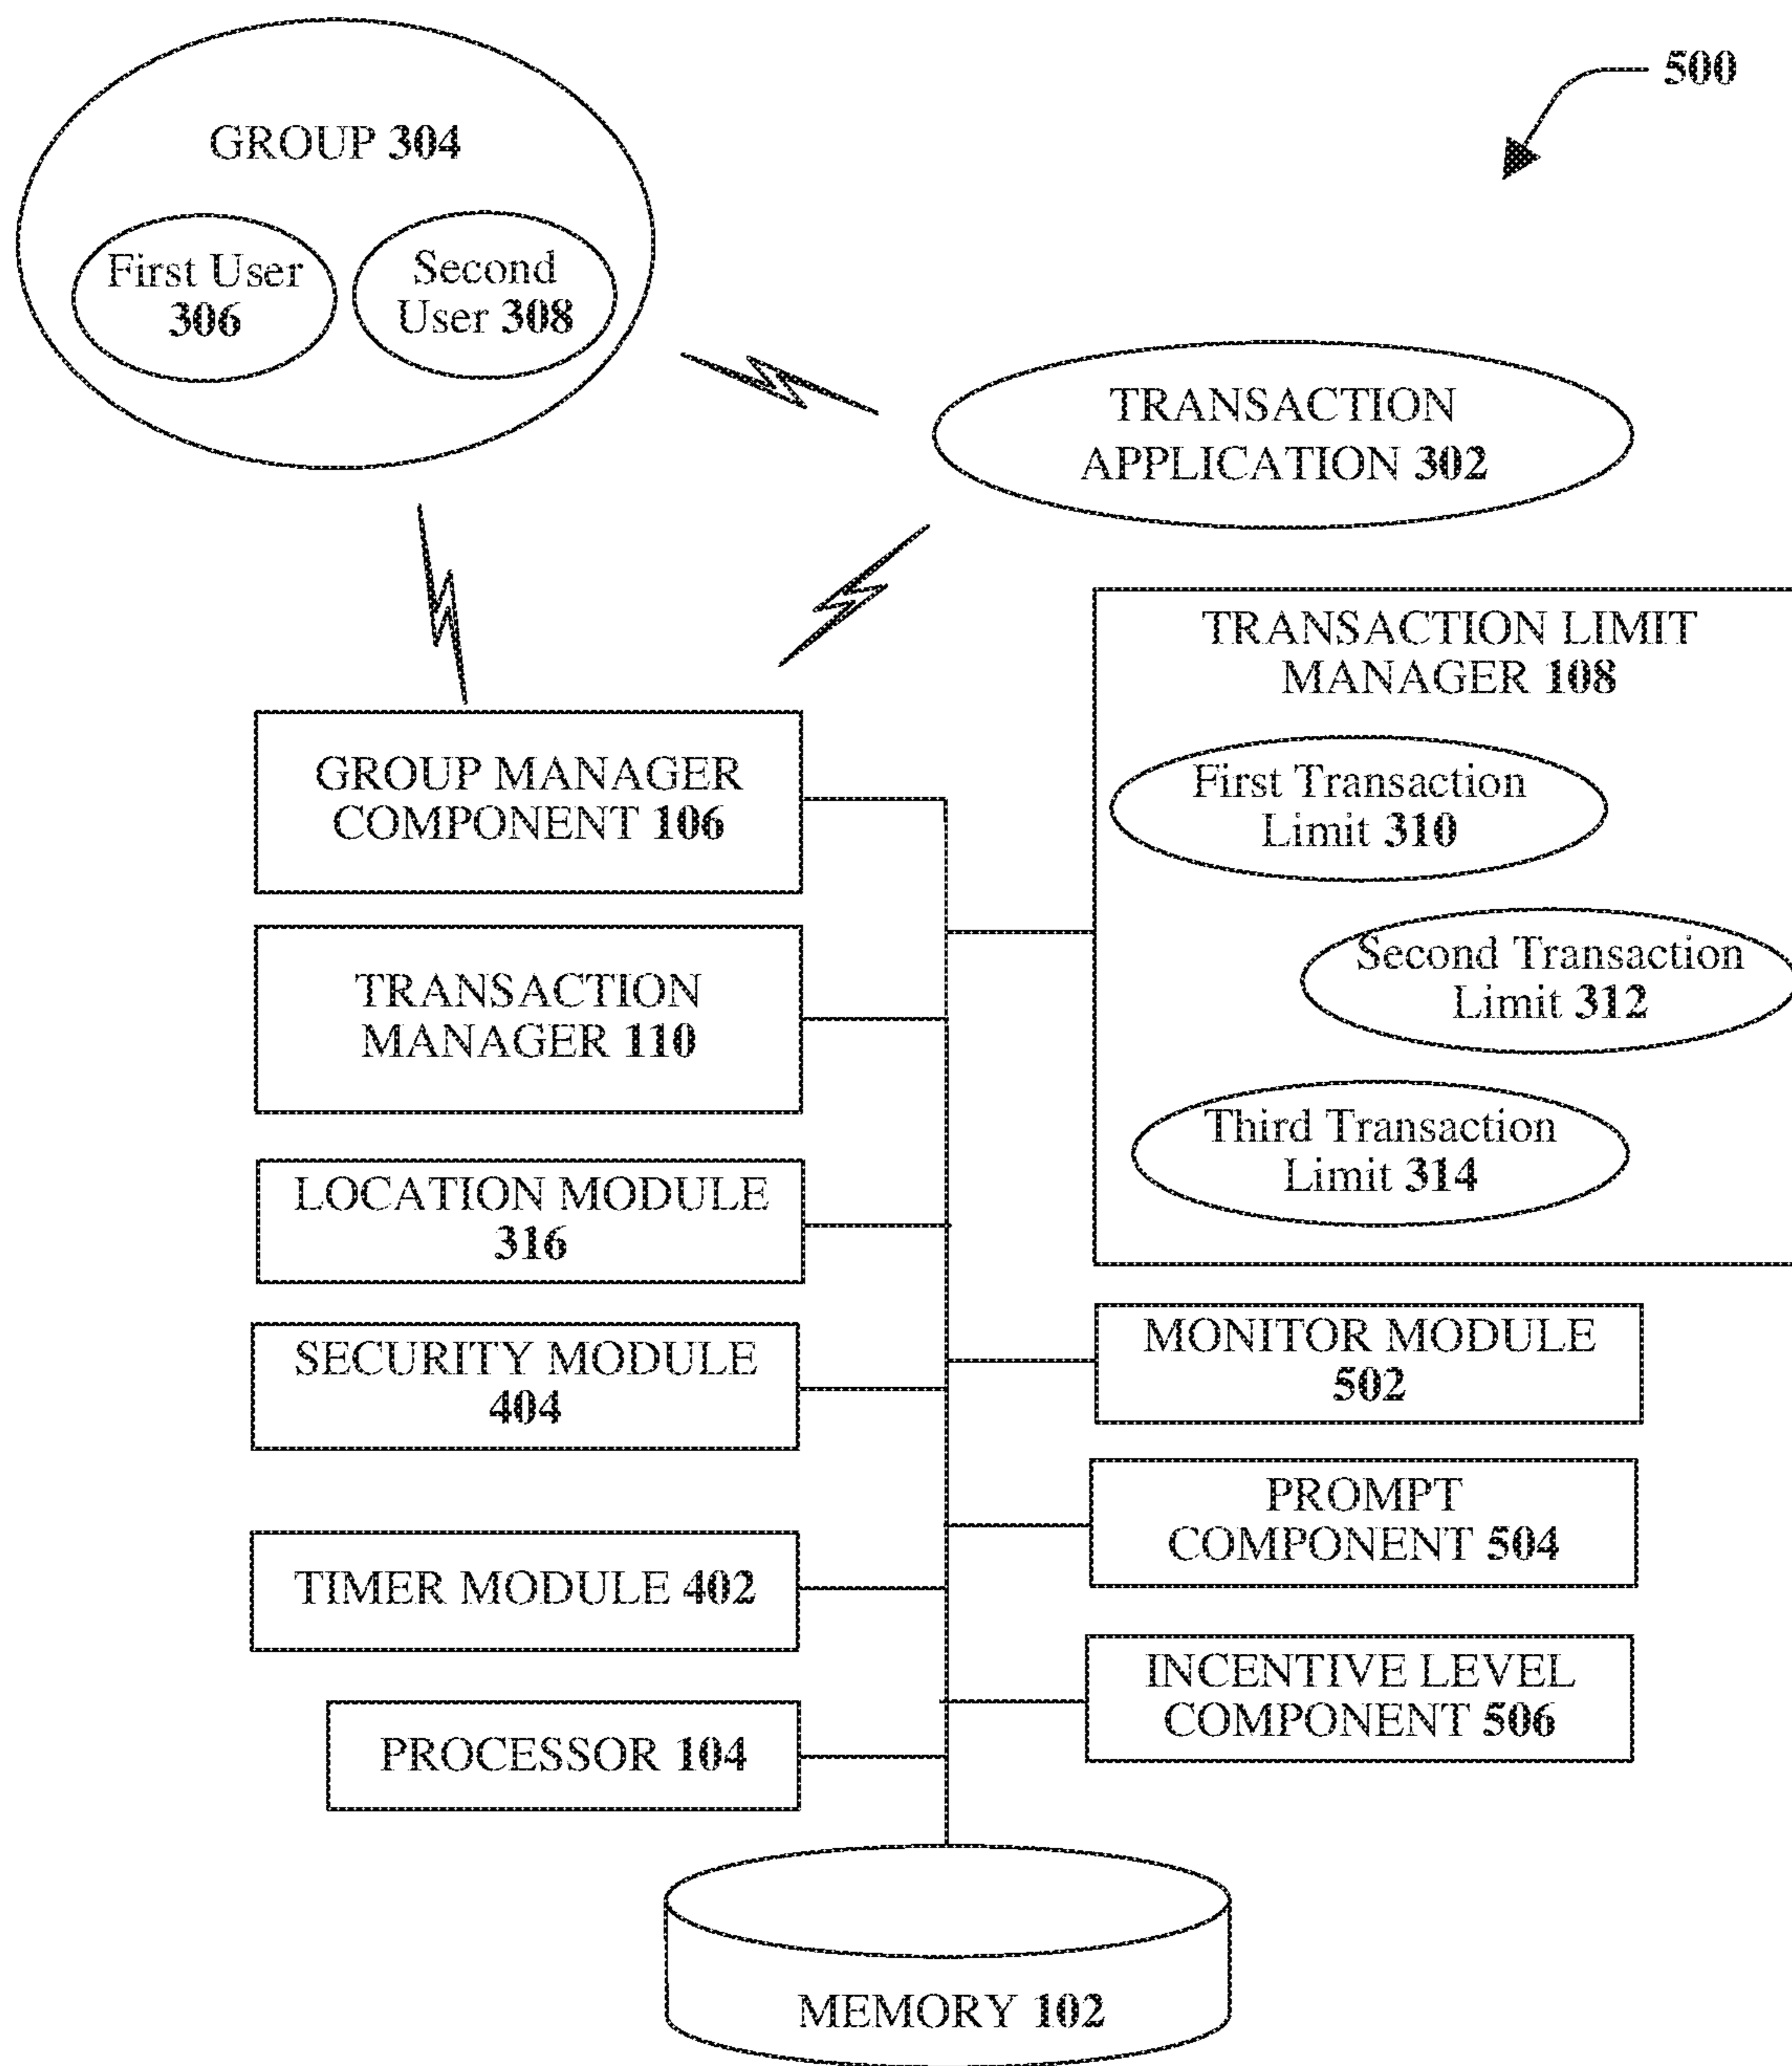 500
GROUP 304
First User
306
Second
User 308
TRANSACTION
APPLICATION 302
TRANSACTION LIMIT
MANAGER 108
First Transaction
Limit 310
Second Transaction
Limit 312
Third Transaction
Limit 314
GROUP MANAGER
COMPONENT 106
TRANSACTION
MANAGER 110
LOCATION MODULE
316
SECURITY MODULE
404
TIMER MODULE 402
PROCESSOR 104
MONITOR MODULE
502
PROMPT
COMPONENT 504
INCENTIVE LEVEL
COMPONENT 506
MEMORY 102